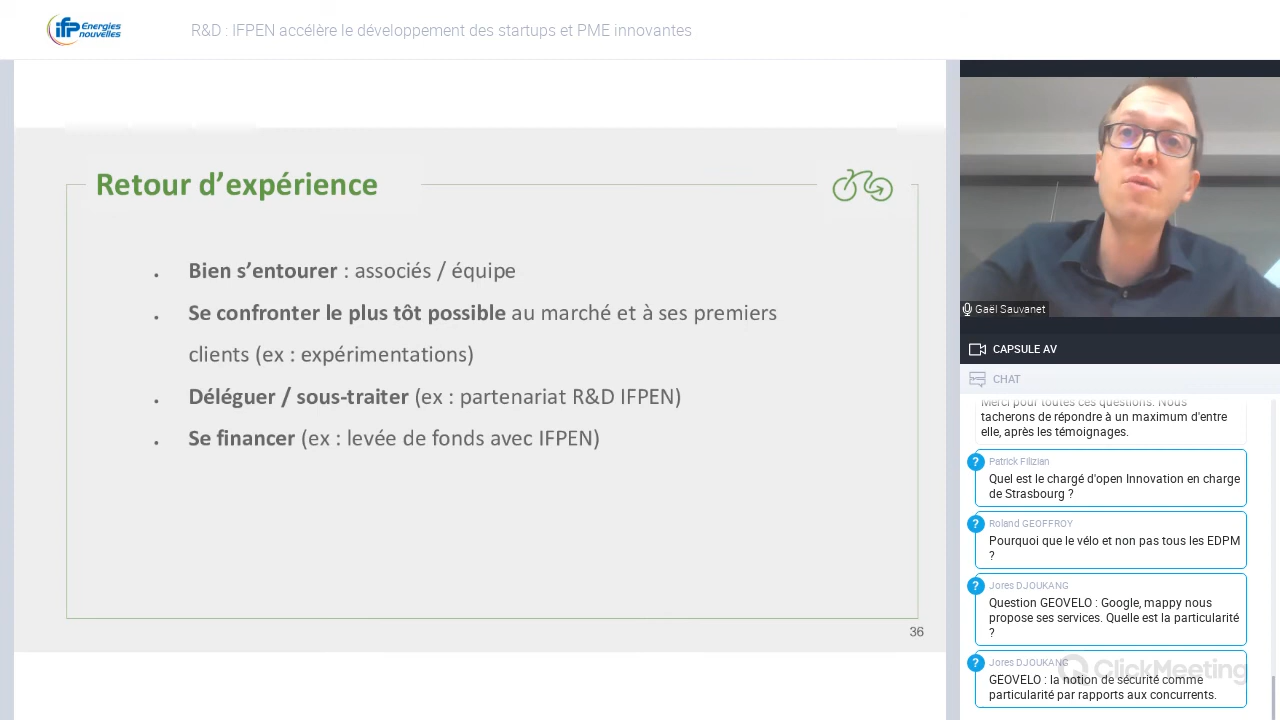 ifp Energies
nouvelles
R&D : IFPEN accélère le développement des startups et PME innovantes
Retour d'expérience
. Bien s'entourer : associés / équipe
. Se confronter le plus tôt possible au marché et à ses premiers
clients (ex : expérimentations)
. Déléguer / sous-traiter (ex : partenariat R&D IFPEN)
. Se financer (ex : levée de fonds avec IFPEN)
36
Gaël Sauvanet
CAPSULE AV
CHAT
Merci pour toutes ces questions. Nous
tacherons de répondre à un maximum d'entre
elle, après les témoignages.
? Patrick Filizian
Quel est le chargé d'open Innovation en charge
de Strasbourg ?
? Roland GEOFFROY
Pourquoi que le vélo et non pas tous les EDPM
?
? Jores DJOUKANG
Question GEOVELO : Google, mappy nous
propose ses services. Quelle est la particularité
?
? Jores DJOUKANG
GEOVELO : la notion de sécurité comme
particularité par rapports aux concurrents.
ClickMeeting